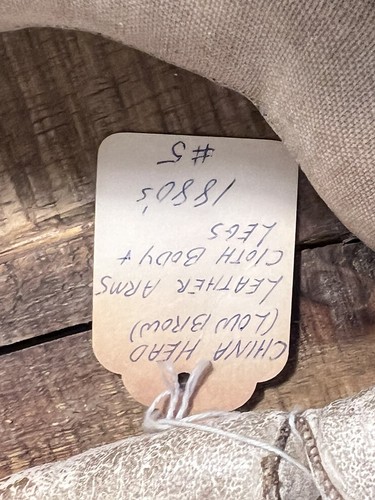 CHINA HEAD
(LOW BROW)
LEATHER ARMS
CLOTH BODY +
LEGS
1880's
#5